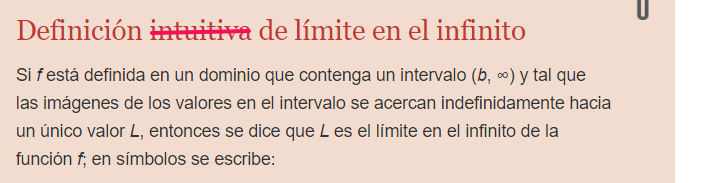 Definición intuitiva de límite en el infinito
Si f está definida en un dominio que contenga un intervalo (b, ∞) y tal que
las imágenes de los valores en el intervalo se acercan indefinidamente hacia
un único valor L, entonces se dice que L es el límite en el infinito de la
función f; en símbolos se escribe: